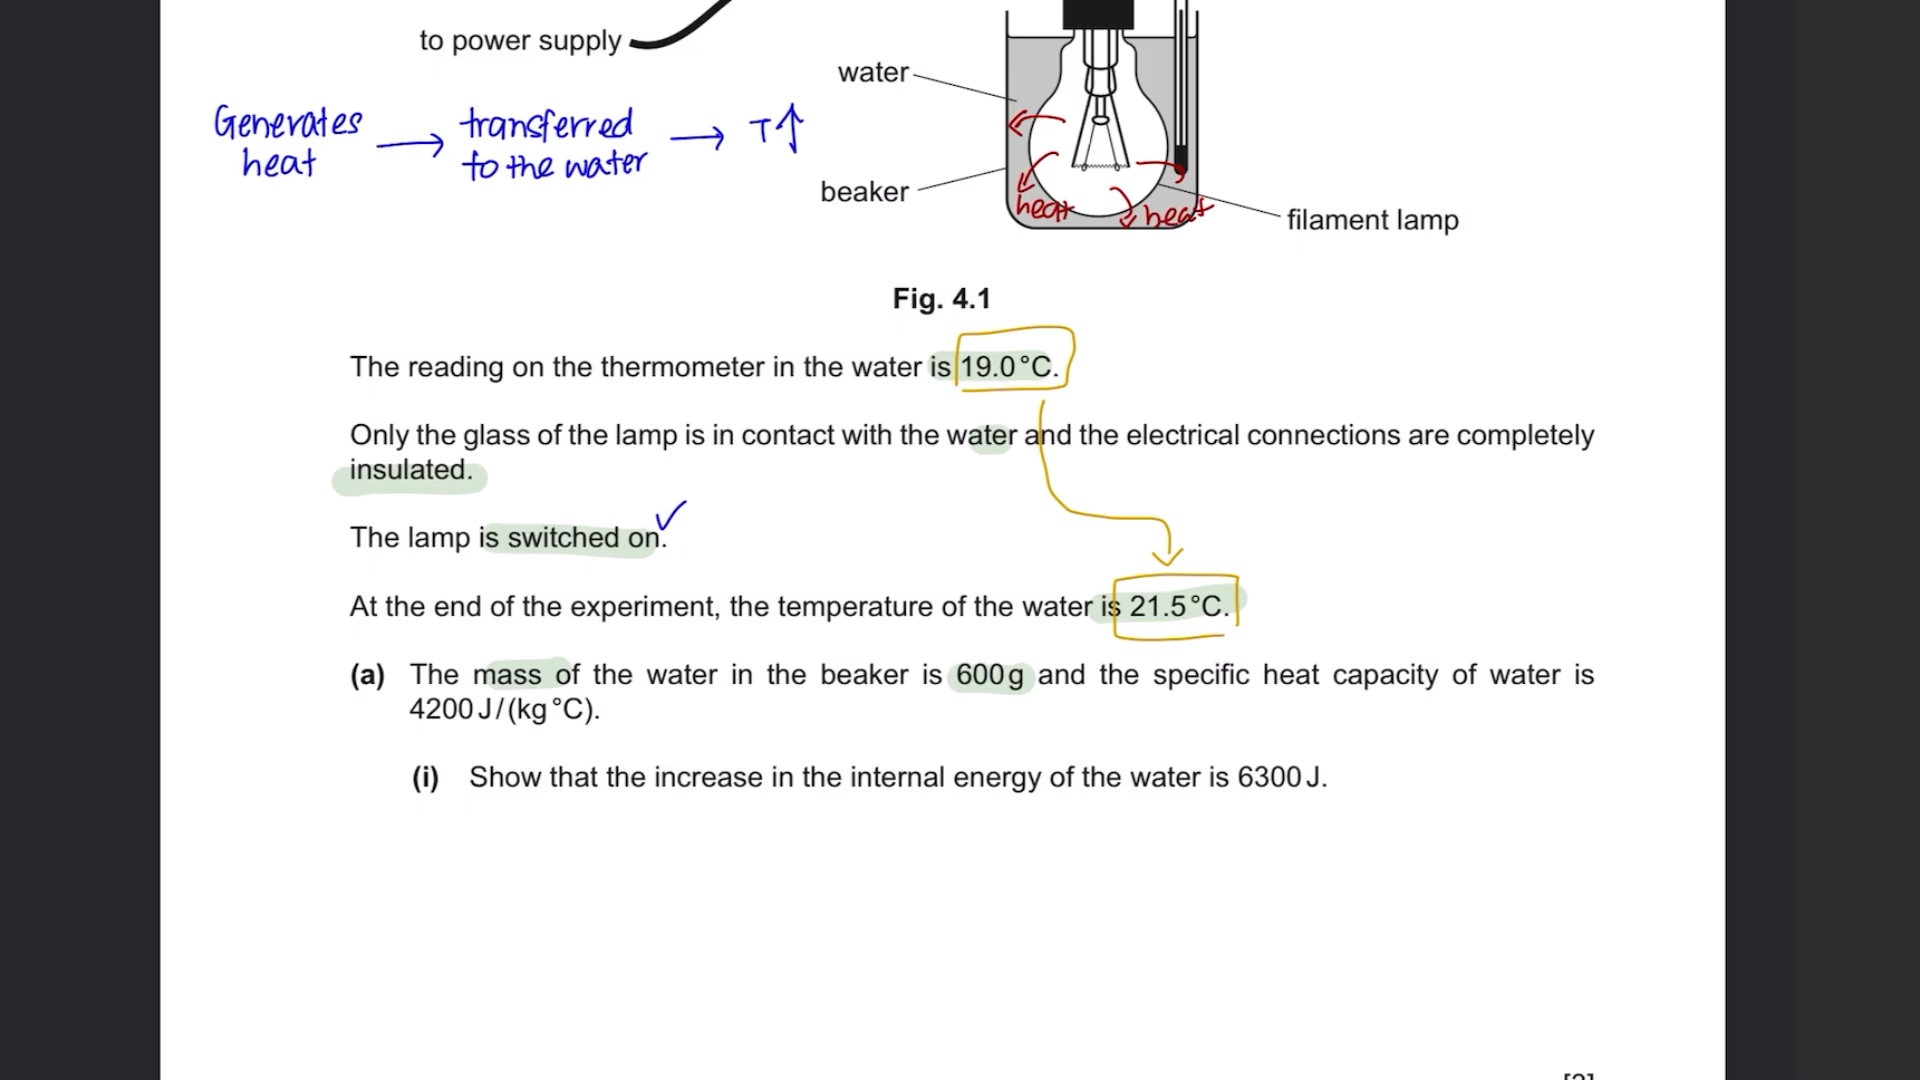 to power supply
water
Generates
heat
transferred
to the water
T↑
beaker
heat
heat
filament lamp
Fig. 4.1
The reading on the thermometer in the water is 19.0 °C.
Only the glass of the lamp is in contact with the water and the electrical connections are completely
insulated.
The lamp is switched on.
At the end of the experiment, the temperature of the water is 21.5 °C.
(a) The mass of the water in the beaker is 600 g and the specific heat capacity of water is
4200 J/(kg °C).
(i) Show that the increase in the internal energy of the water is 6300 J.